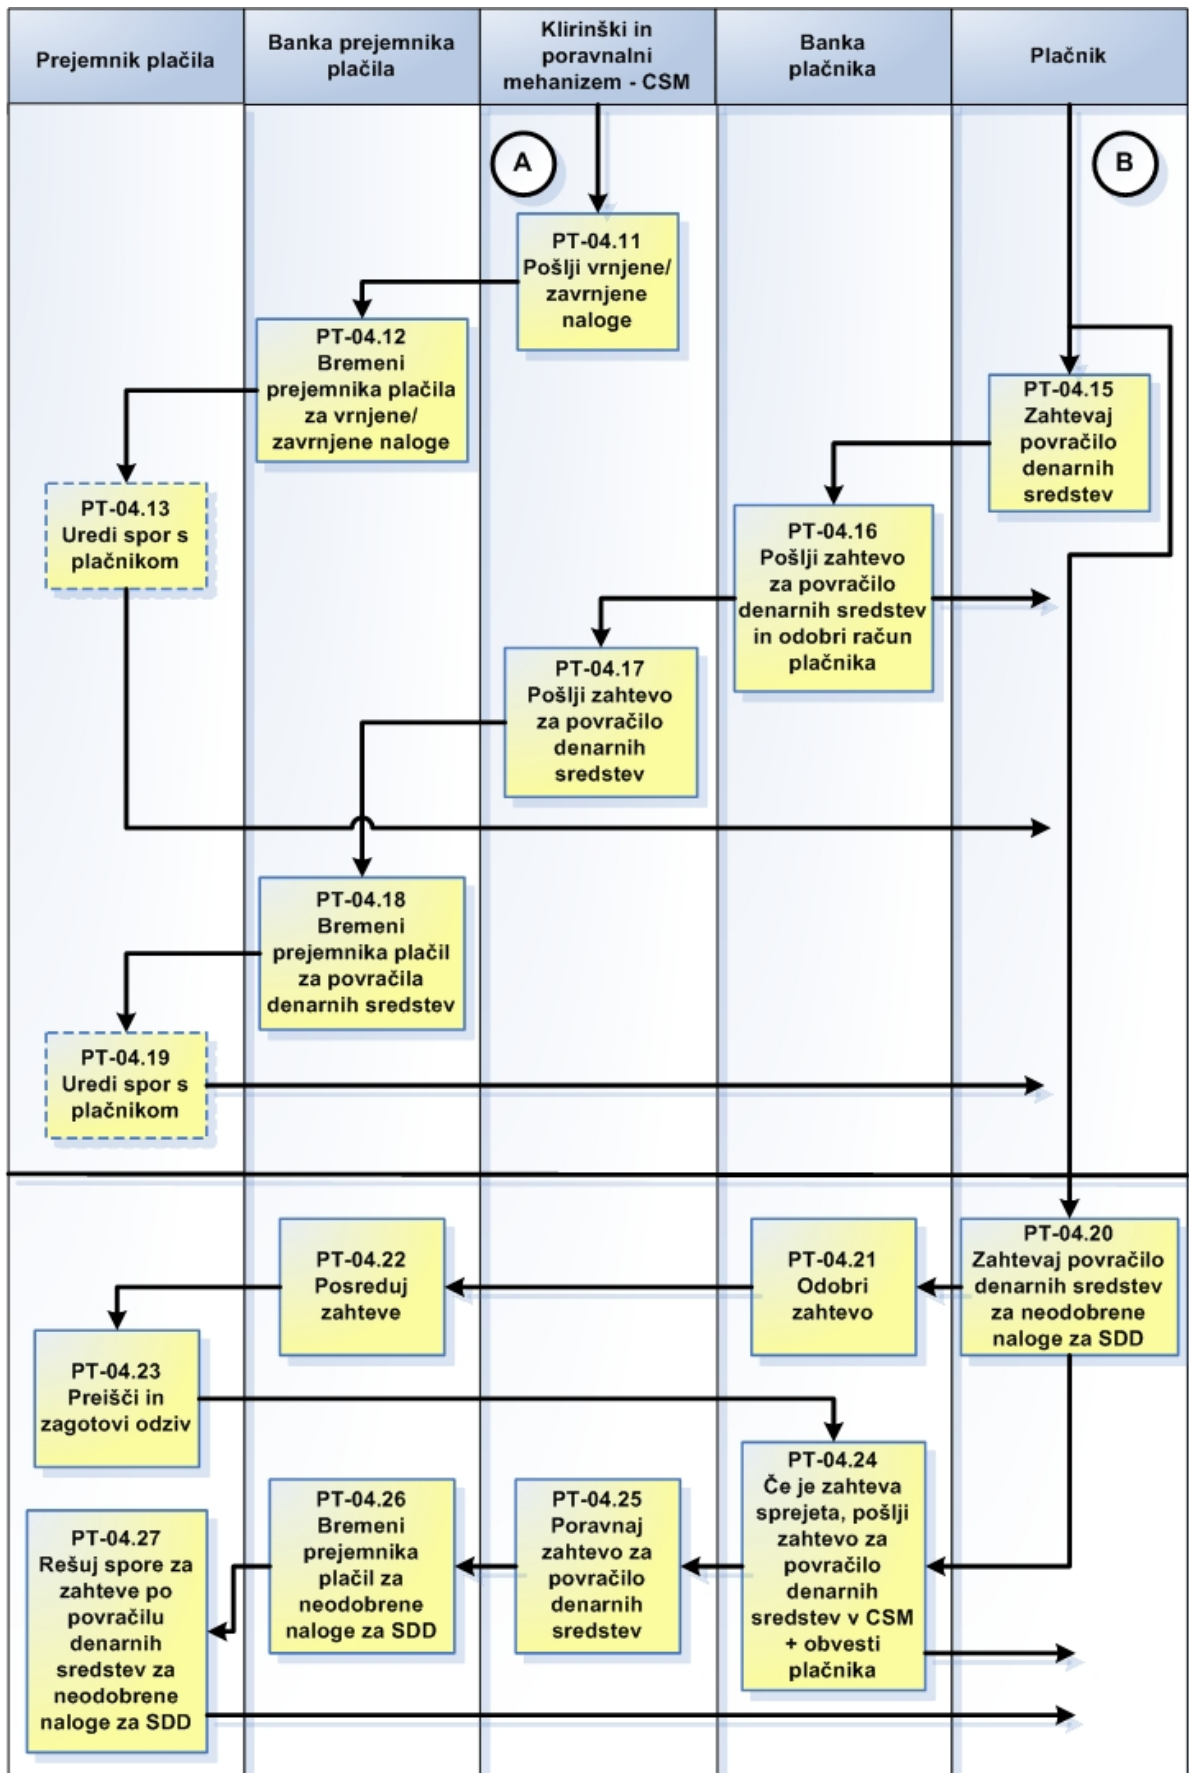 Prejemnik plačila
Banka prejemnika
plačila
Klirinški in
poravnalni
mehanizem - CSM
Banka
plačnika
Plačnik
A
B
PT-04.11
Pošlji vrnjene/
zavrnjene
naloge
PT-04.12
Bremeni
prejemnika plačila
za vrnjene/
zavrnjene naloge
PT-04.13
Uredi spor s
plačnikom
PT-04.15
Zahtevaj
povračilo
denarnih
sredstev
PT-04.16
Pošlji zahtevo
za povračilo
denarnih sredstev
in odobri račun
plačnika
PT-04.17
Pošlji zahtevo
za povračilo
denarnih
sredstev
PT-04.18
Bremeni
prejemnika plačil
za povračila
denarnih sredstev
PT-04.19
Uredi spor s
plačnikom
PT-04.20
Zahtevaj povračilo
denarnih sredstev
za neodobrene
naloge za SDD
PT-04.21
Odobri
zahtevo
PT-04.22
Posreduj
zahteve
PT-04.23
Preišči in
zagotovi odziv
PT-04.24
Če je zahteva
sprejeta, pošlji
zahtevo za
povračilo
denarnih
sredstev v CSM
+ obvesti
plačnika
PT-04.25
Poravnaj
zahtevo za
povračilo
denarnih
sredstev
PT-04.26
Bremeni
prejemnika
plačil za
neodobrene
naloge za SDD
PT-04.27
Rešuj spore za
zahteve po
povračilu
denarnih
sredstev za
neodobrene
naloge za SDD